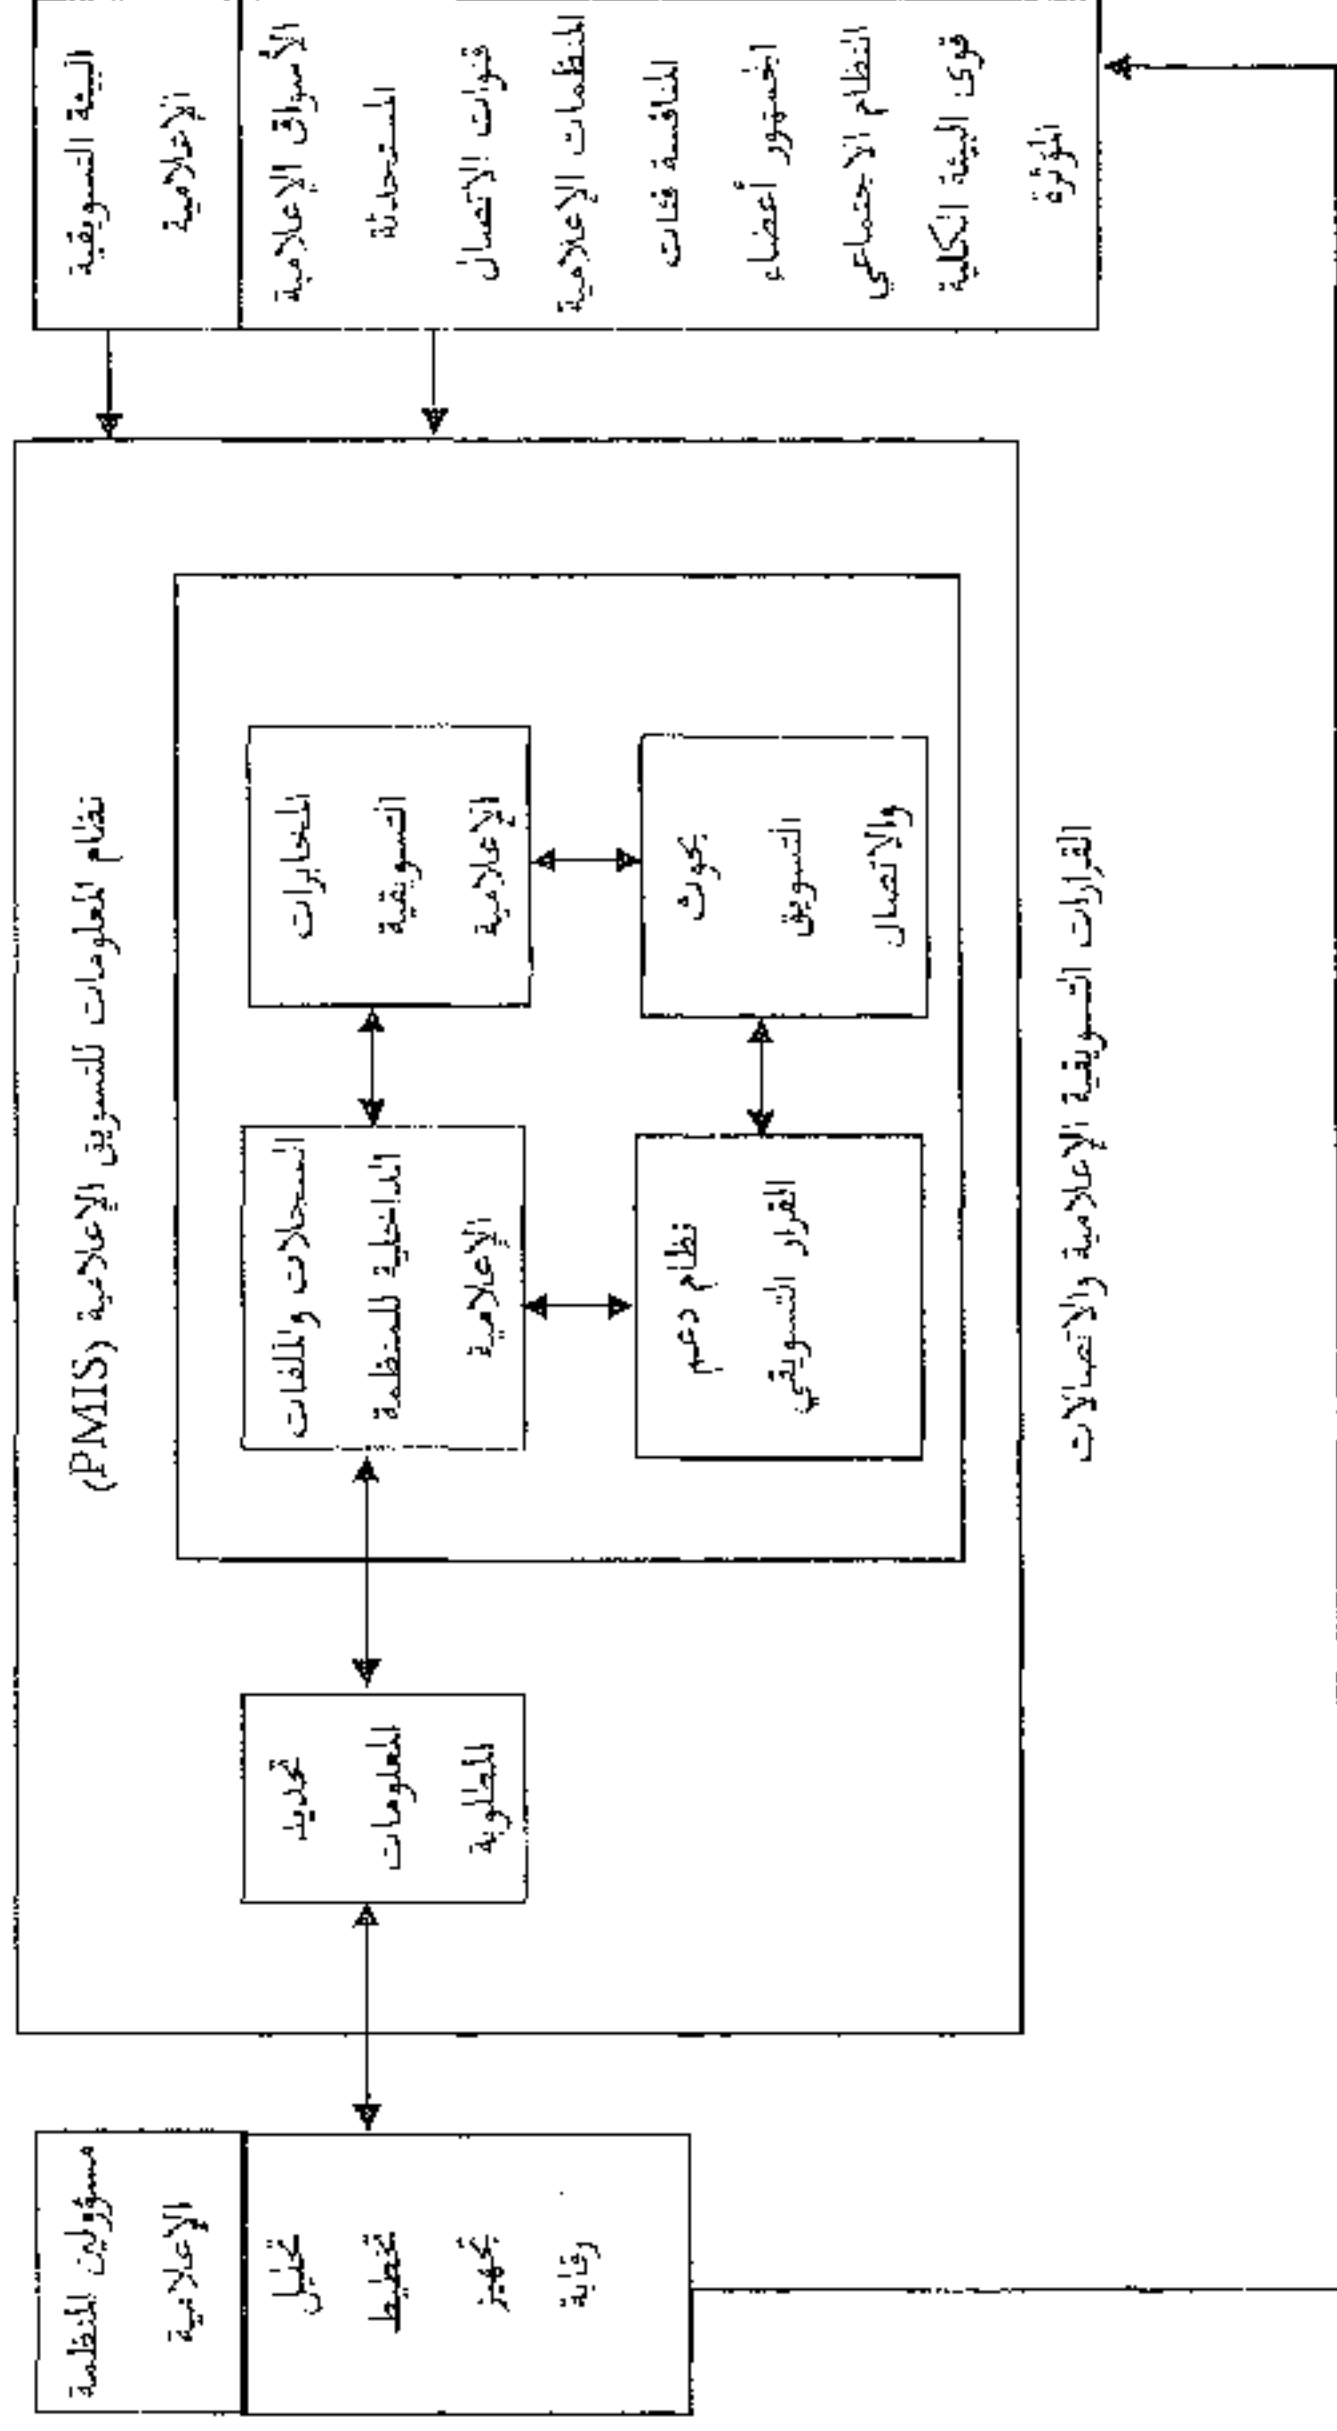 البيئة التسويقية
الإعلامية
الأسواق الإعلامية
المستحدثة
قنوات الاتصال
المنظمات الإعلامية
المنافسة فئات
الجمهور أعضاء
النظام الاجتماعي
قوى البيئة الكلية
المؤثرة
نظام المعلومات للتسويق الإعلامية (PMIS)
المخابرات
التسويقية
الإعلامية
بحوث
التسويق
والاتصال
السجلات والملفات
الداخلية للمنظمة
الإعلامية
نظام دعم
القرار التسويقي
تحديد
المعلومات
المطلوبة
مسؤولين المنظمة
الإعلامية
تحليل
تخطيط
تجهيز
رقابة
القرارات التسويقية الإعلامية والاتصالات